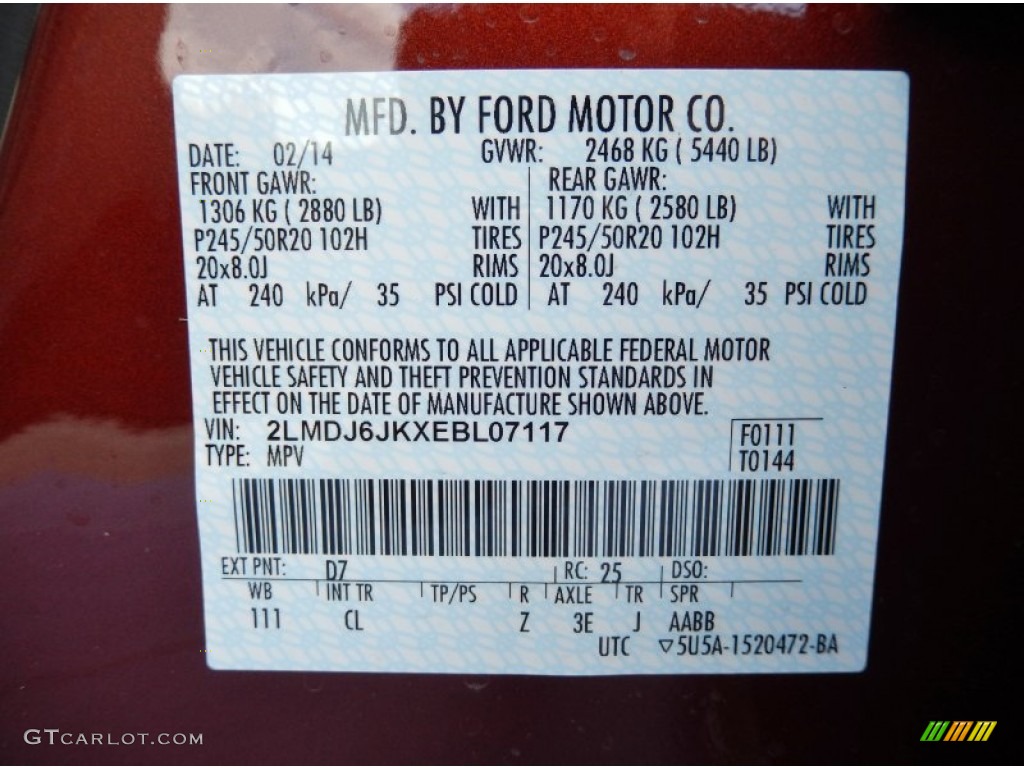 MFD. BY FORD MOTOR CO.
DATE: 02/14 GVWR: 2468 KG ( 5440 LB)
FRONT GAWR: REAR GAWR:
1306 KG ( 2880 LB) WITH 1170 KG ( 2580 LB) WITH
P245/50R20 102H TIRES P245/50R20 102H TIRES
20x8.0J RIMS 20x8.0J RIMS
AT 240 kPa/ 35 PSI COLD AT 240 kPa/ 35 PSI COLD
THIS VEHICLE CONFORMS TO ALL APPLICABLE FEDERAL MOTOR
VEHICLE SAFETY AND THEFT PREVENTION STANDARDS IN
EFFECT ON THE DATE OF MANUFACTURE SHOWN ABOVE.
VIN: 2LMDJ6JKXEBL07117 F0111
TYPE: MPV T0144
EXT PNT: D7 RC: 25 DSO:
WB INT TR TP/PS R AXLE TR SPR
111 CL Z 3E J AABB
UTC ▽5U5A-1520472-BA
GTCARLOT.COM